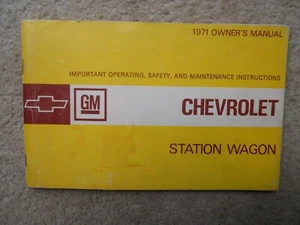 1971 OWNER'S MANUAL
IMPORTANT OPERATING, SAFETY, AND MAINTENANCE INSTRUCTIONS
GM
CHEVROLET
STATION WAGON